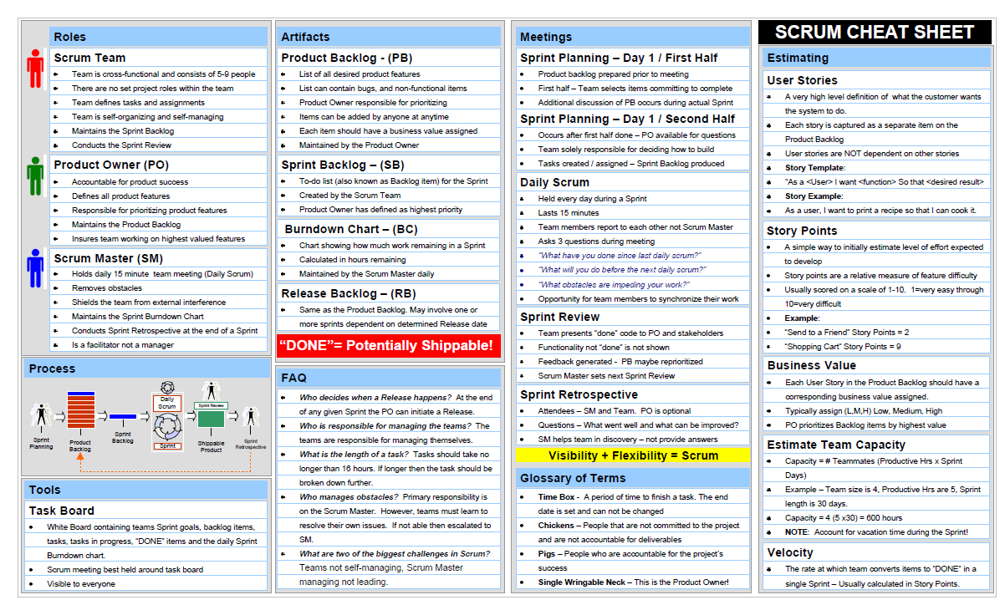 Roles
Scrum Team
Team is cross-functional and consists of 5-9 people
There are no set project roles within the team
Team defines tasks and assignments
Team is self-organizing and self-managing
Maintains the Sprint Backlog
Conducts the Sprint Review
Product Owner (PO)
Accountable for product success
Defines all product features
Responsible for prioritizing product features
Maintains the Product Backlog
Insures team working on highest valued features
Scrum Master (SM)
Holds daily 15 minute team meeting (Daily Scrum)
Removes obstacles
Shields the team from external interference
Maintains the Sprint Burndown Chart
Conducts Sprint Retrospective at the end of a Sprint
Is a facilitator not a manager
Process
Sprint
Planning
Product
Backlog
Sprint
Backlog
Daily
Scrum
Sprint
Sprint Review
Shippable
Product
Sprint
Retrospective
Tools
Task Board
White Board containing teams Sprint goals, backlog items,
tasks, tasks in progress, “DONE” items and the daily Sprint
Burndown chart.
Scrum meeting best held around task board
Visible to everyone
Artifacts
Product Backlog - (PB)
List of all desired product features
List can contain bugs, and non-functional items
Product Owner responsible for prioritizing
Items can be added by anyone at anytime
Each item should have a business value assigned
Maintained by the Product Owner
Sprint Backlog – (SB)
To-do list (also known as Backlog item) for the Sprint
Created by the Scrum Team
Product Owner has defined as highest priority
Burndown Chart – (BC)
Chart showing how much work remaining in a Sprint
Calculated in hours remaining
Maintained by the Scrum Master daily
Release Backlog – (RB)
Same as the Product Backlog. May involve one or
more sprints dependent on determined Release date
“DONE”= Potentially Shippable!
FAQ
Who decides when a Release happens? At the end
of any given Sprint the PO can initiate a Release.
Who is responsible for managing the teams? The
teams are responsible for managing themselves.
What is the length of a task? Tasks should take no
longer than 16 hours. If longer then the task should be
broken down further.
Who manages obstacles? Primary responsibility is
on the Scrum Master. However, teams must learn to
resolve their own issues. If not able then escalated to
SM.
What are two of the biggest challenges in Scrum?
Teams not self-managing, Scrum Master
managing not leading.
Meetings
Sprint Planning – Day 1 / First Half
Product backlog prepared prior to meeting
First half – Team selects items committing to complete
Additional discussion of PB occurs during actual Sprint
Sprint Planning – Day 1 / Second Half
Occurs after first half done – PO available for questions
Team solely responsible for deciding how to build
Tasks created / assigned – Sprint Backlog produced
Daily Scrum
Held every day during a Sprint
Lasts 15 minutes
Team members report to each other not Scrum Master
Asks 3 questions during meeting
“What have you done since last daily scrum?”
“What will you do before the next daily scrum?”
“What obstacles are impeding your work?”
Opportunity for team members to synchronize their work
Sprint Review
Team presents “done” code to PO and stakeholders
Functionality not “done” is not shown
Feedback generated - PB maybe reprioritized
Scrum Master sets next Sprint Review
Sprint Retrospective
Attendees – SM and Team. PO is optional
Questions – What went well and what can be improved?
SM helps team in discovery – not provide answers
Visibility + Flexibility = Scrum
Glossary of Terms
Time Box - A period of time to finish a task. The end
date is set and can not be changed
Chickens – People that are not committed to the project
and are not accountable for deliverables
Pigs – People who are accountable for the project’s
success
Single Wringable Neck – This is the Product Owner!
SCRUM CHEAT SHEET
Estimating
User Stories
A very high level definition of what the customer wants
the system to do.
Each story is captured as a separate item on the
Product Backlog
User stories are NOT dependent on other stories
Story Template:
“As a <User> I want <function> So that <desired result>
Story Example:
As a user, I want to print a recipe so that I can cook it.
Story Points
A simple way to initially estimate level of effort expected
to develop
Story points are a relative measure of feature difficulty
Usually scored on a scale of 1-10. 1=very easy through
10=very difficult
Example:
“Send to a Friend” Story Points = 2
“Shopping Cart” Story Points = 9
Business Value
Each User Story in the Product Backlog should have a
corresponding business value assigned.
Typically assign (L,M,H) Low, Medium, High
PO prioritizes Backlog items by highest value
Estimate Team Capacity
Capacity = # Teammates (Productive Hrs x Sprint
Days)
Example – Team size is 4, Productive Hrs are 5, Sprint
length is 30 days.
Capacity = 4 (5 x30) = 600 hours
NOTE: Account for vacation time during the Sprint!
Velocity
The rate at which team converts items to “DONE” in a
single Sprint – Usually calculated in Story Points.